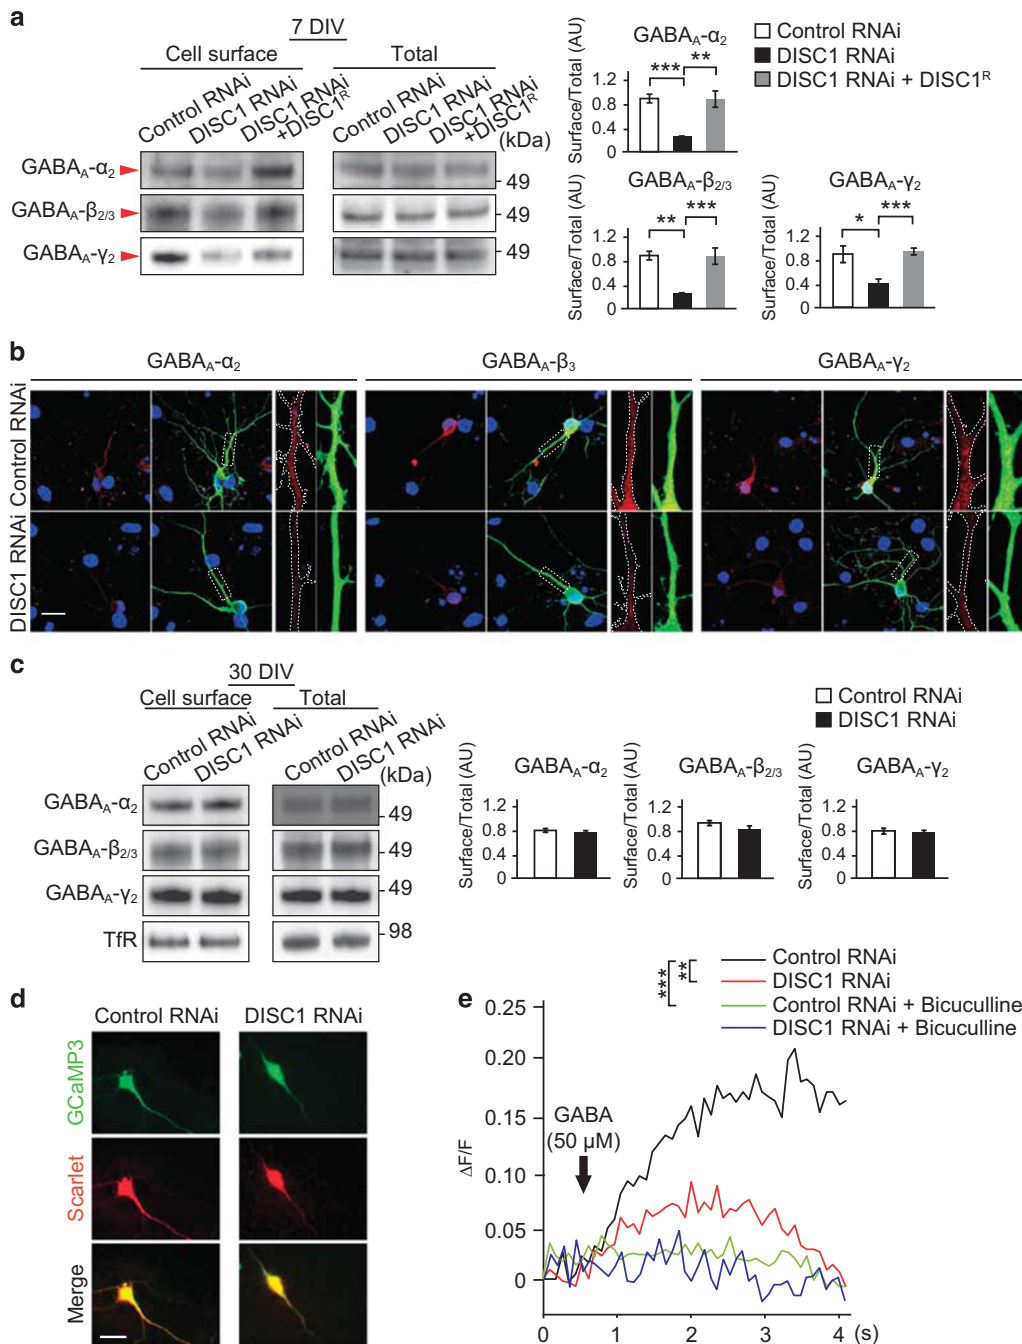 a
7 DIV
Cell surface
Total
Control RNAi
DISC1 RNAi
DISC1 RNAi
+DISC1ᴿ
Control RNAi
DISC1 RNAi
DISC1 RNAi
+DISC1ᴿ
(kDa)
GABAA-α2
49
GABAA-β2/3
49
GABAA-γ2
49
Control RNAi
DISC1 RNAi
DISC1 RNAi + DISC1ᴿ
GABAA-α2
Surface/Total (AU)
1.2
0.8
0.4
0
***
**
GABAA-β2/3
Surface/Total (AU)
1.2
0.8
0.4
0
**
***
GABAA-γ2
Surface/Total (AU)
1.2
0.8
0.4
0
*
***
b
GABAA-α2
GABAA-β3
GABAA-γ2
Control RNAi
DISC1 RNAi
c
30 DIV
Cell surface
Total
Control RNAi
DISC1 RNAi
Control RNAi
DISC1 RNAi
(kDa)
GABAA-α2
49
GABAA-β2/3
49
GABAA-γ2
49
TfR
98
Control RNAi
DISC1 RNAi
GABAA-α2
Surface/Total (AU)
1.2
0.8
0.4
0
GABAA-β2/3
Surface/Total (AU)
1.2
0.8
0.4
0
GABAA-γ2
Surface/Total (AU)
1.2
0.8
0.4
0
d
Control RNAi
DISC1 RNAi
GCaMP3
Scarlet
Merge
e
***
**
Control RNAi
DISC1 RNAi
Control RNAi + Bicuculline
DISC1 RNAi + Bicuculline
ΔF/F
0.25
0.20
0.15
0.10
0.05
0
GABA
(50 µM)
0
1
2
3
4
(s)